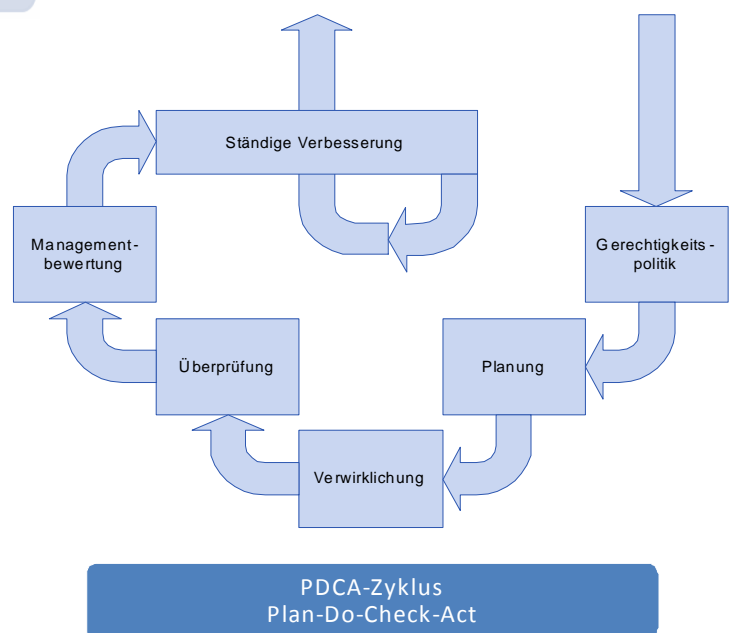 Ständige Verbesserung
Management-
bewertung
Gerechtigkeits-
politik
Überprüfung
Planung
Verwirklichung
PDCA-Zyklus
Plan-Do-Check-Act